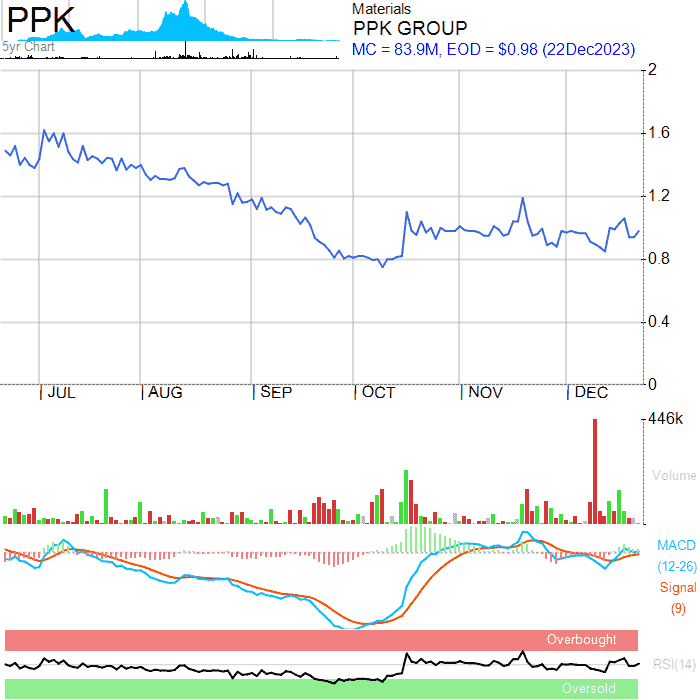 PPK
5yr Chart
Materials
PPK GROUP
MC = 83.9M, EOD = $0.98 (22Dec2023)
2
1.6
1.2
0.8
0.4
0
JUL
AUG
SEP
OCT
NOV
DEC
446k
Volume
MACD
(12-26)
Signal
(9)
Overbought
RSI(14)
Oversold